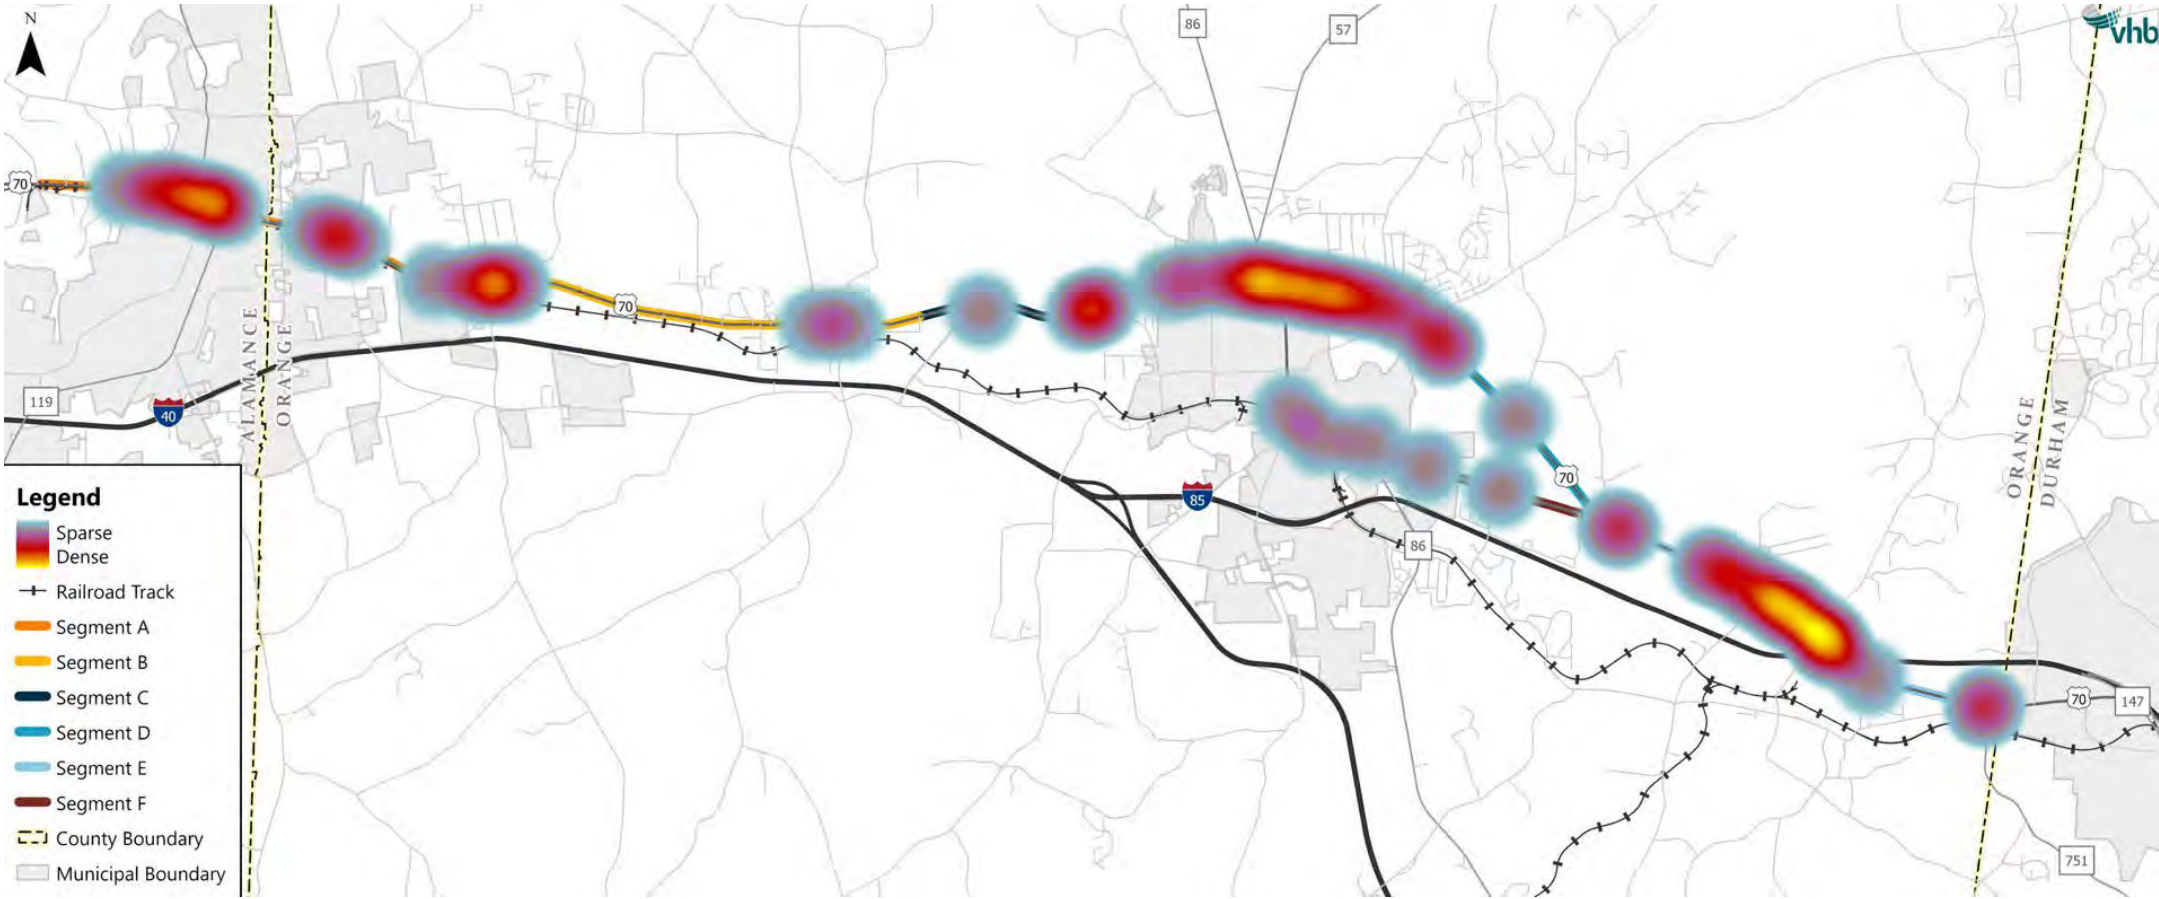 N
86
57
vhb
70
70
ALAMANCE
ORANGE
119
40
85
70
86
ORANGE
DURHAM
70
147
751
Legend
Sparse
Dense
Railroad Track
Segment A
Segment B
Segment C
Segment D
Segment E
Segment F
County Boundary
Municipal Boundary